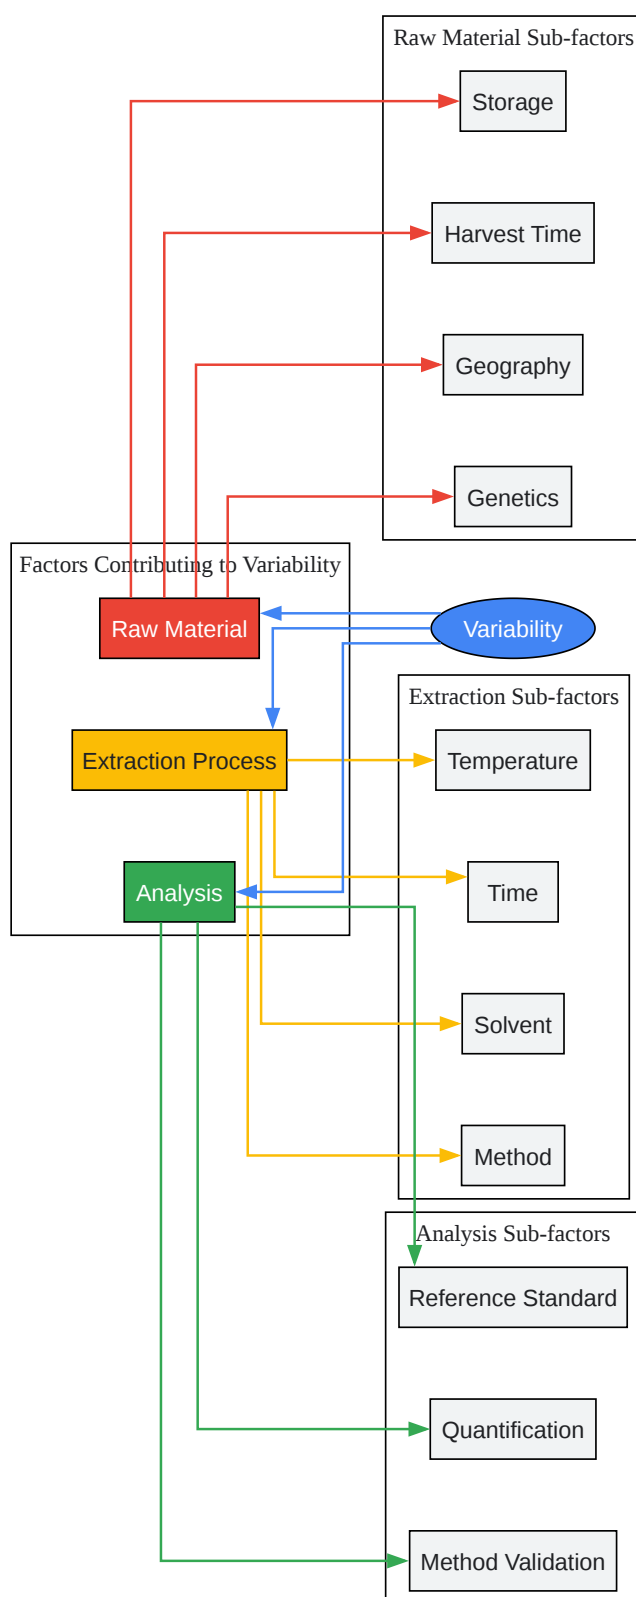 Raw Material Sub-factors
Storage
Harvest Time
Geography
Genetics
Factors Contributing to Variability
Raw Material
Variability
Extraction Sub-factors
Extraction Process
Temperature
Analysis
Time
Solvent
Method
Analysis Sub-factors
Reference Standard
Quantification
Method Validation